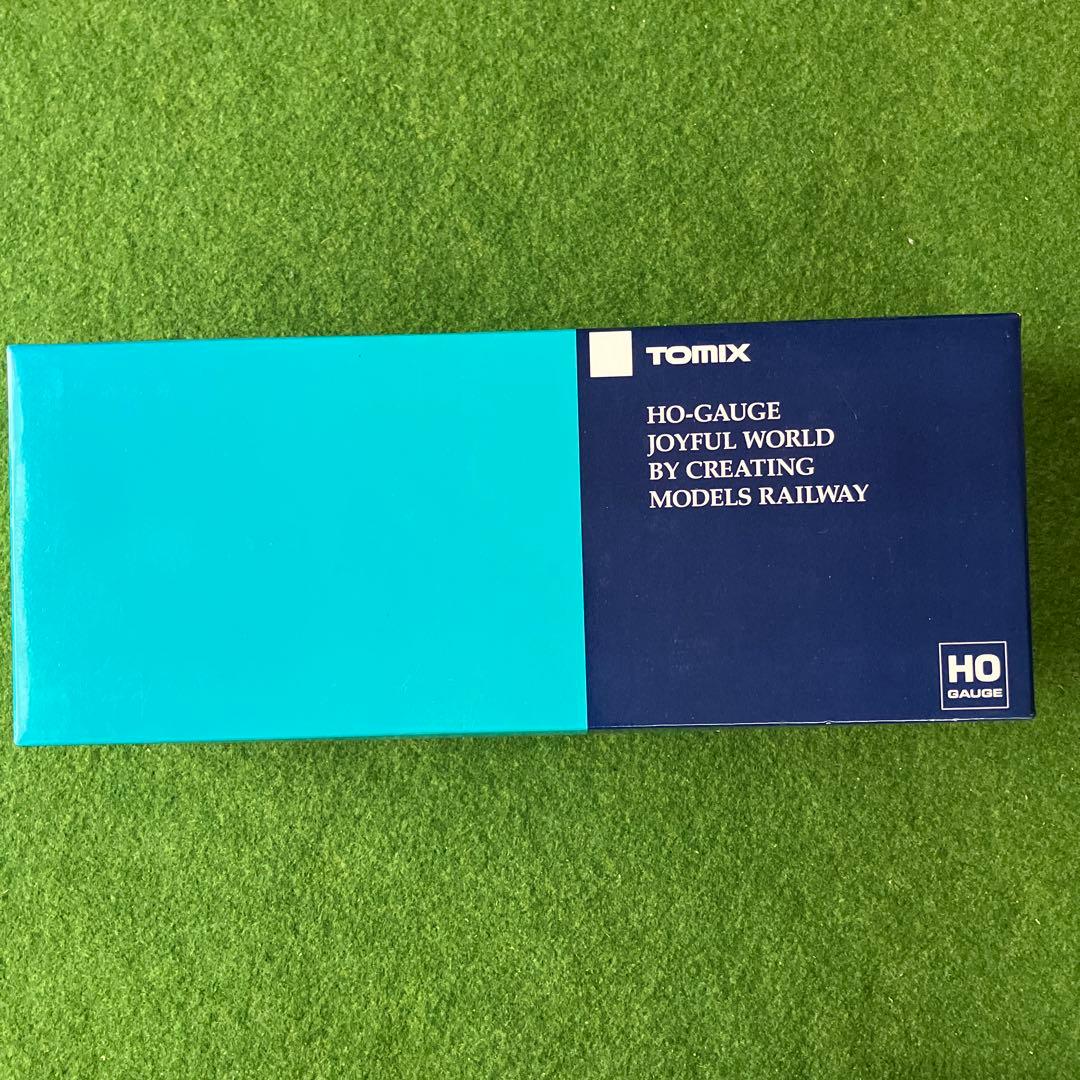 TOMIX
HO-GAUGE
JOYFUL WORLD
BY CREATING
MODELS RAILWAY
HO
GAUGE